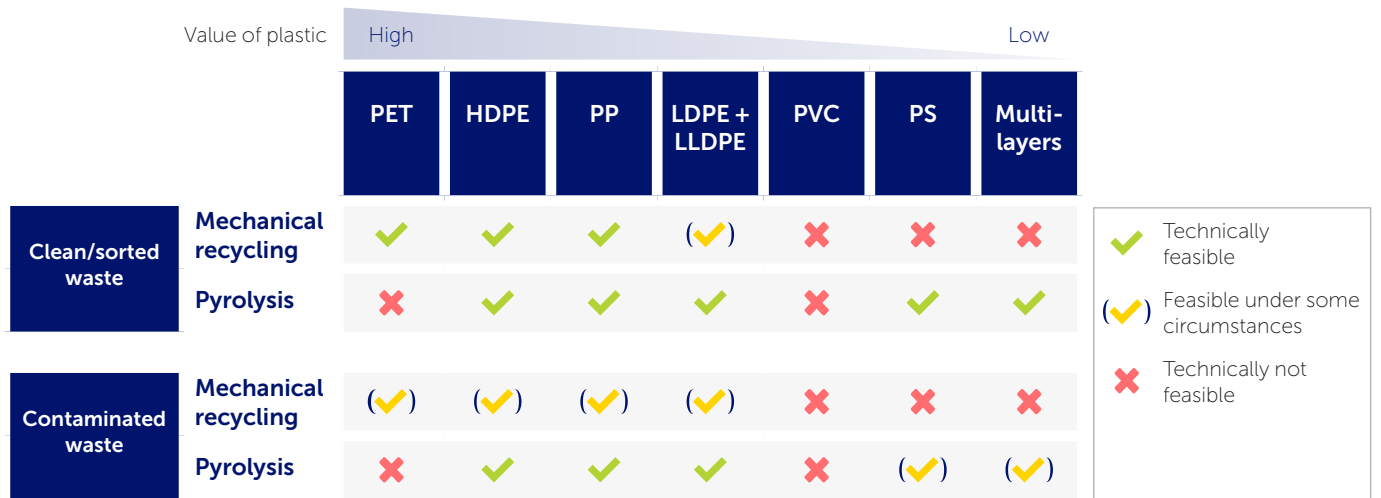 Value of plastic High Low
PET HDPE PP LDPE + PVC PS Multi-
LLDPE layers
Clean/sorted
waste
Mechanical
recycling
Pyrolysis
Contaminated
waste
Mechanical
recycling
Pyrolysis
Technically
feasible
Feasible under some
circumstances
Technically not
feasible